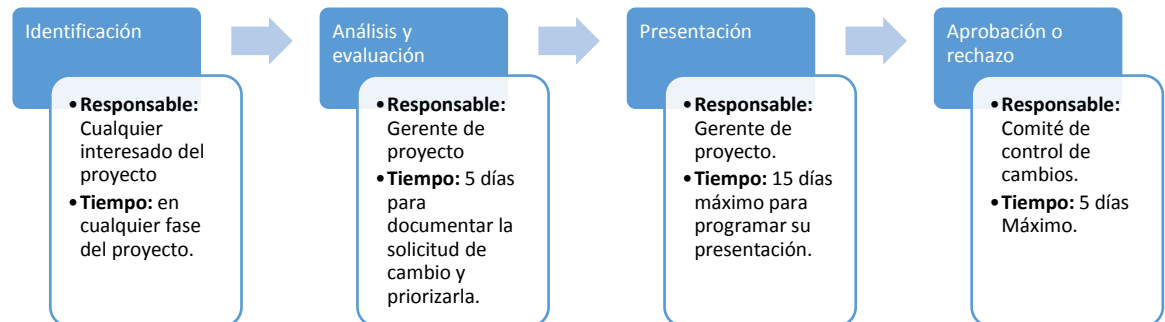 Identificación
•Responsable:
Cualquier
interesado del
proyecto
•Tiempo: en
cualquier fase
del proyecto.
Análisis y
evaluación
•Responsable:
Gerente de
proyecto
•Tiempo: 5 días
para
documentar la
solicitud de
cambio y
priorizarla.
Presentación
•Responsable:
Gerente de
proyecto.
•Tiempo: 15 días
máximo para
programar su
presentación.
Aprobación o
rechazo
•Responsable:
Comité de
control de
cambios.
•Tiempo: 5 días
Máximo.